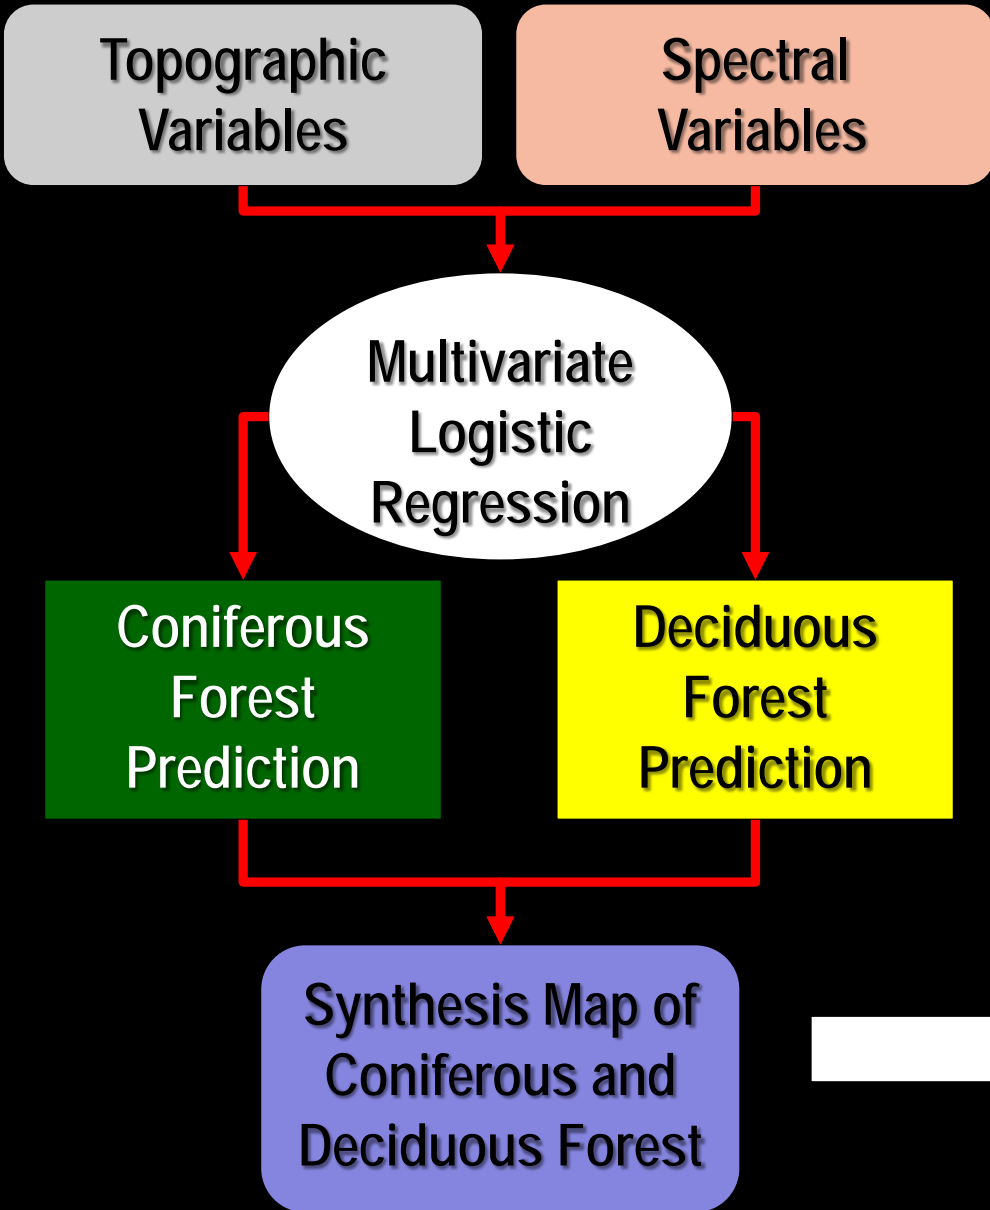 Topographic
Variables
Spectral
Variables
Multivariate
Logistic
Regression
Coniferous
Forest
Prediction
Deciduous
Forest
Prediction
Synthesis Map of
Coniferous and
Deciduous Forest